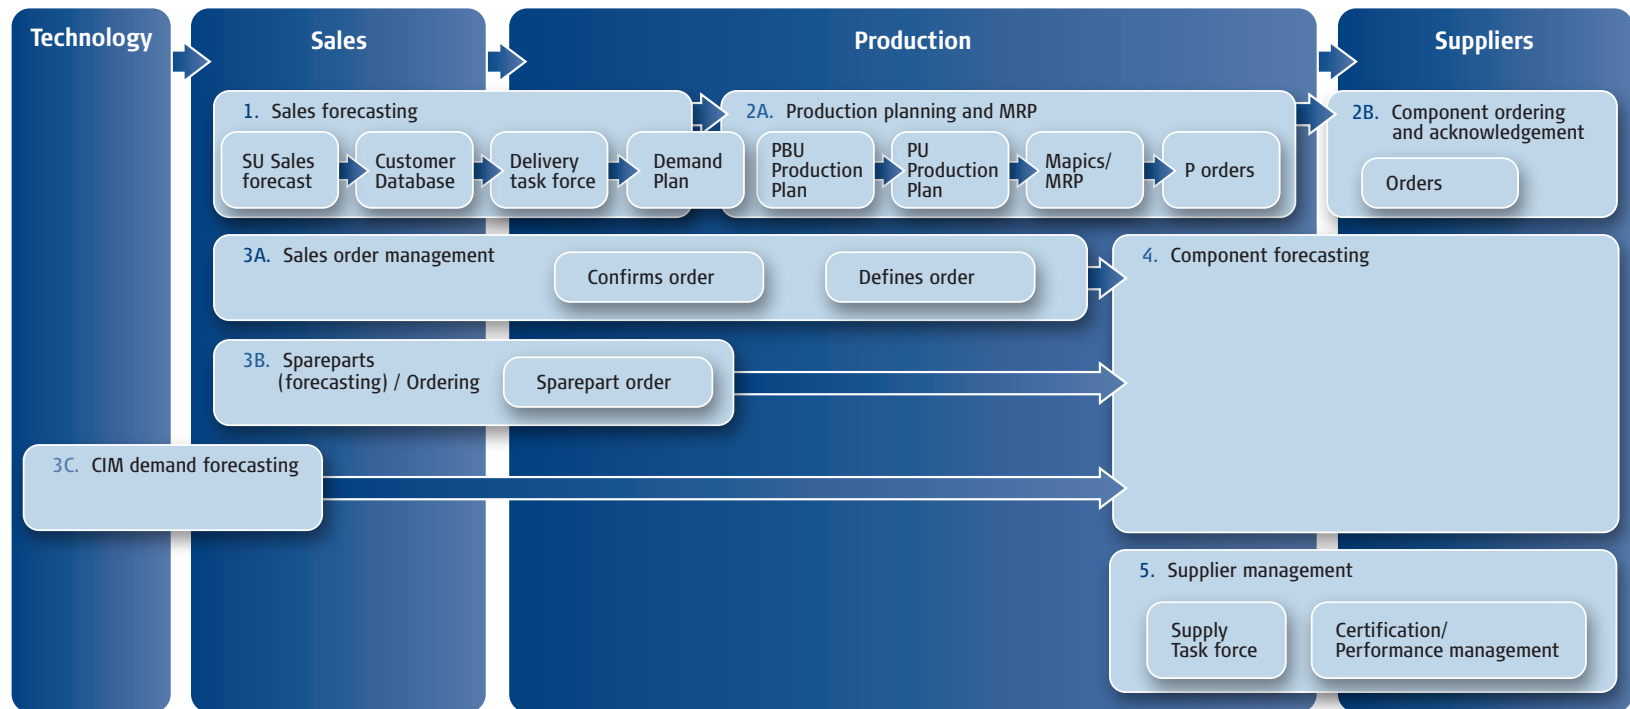 Technology
Sales
Production
Suppliers
1. Sales forecasting
SU Sales
forecast
Customer
Database
Delivery
task force
Demand
Plan
2A. Production planning and MRP
PBU
Production
Plan
PU
Production
Plan
Mapics/
MRP
P orders
2B. Component ordering
and acknowledgement
Orders
3A. Sales order management
Confirms order
Defines order
4. Component forecasting
3B. Spareparts
(forecasting) / Ordering
Sparepart order
3C. CIM demand forecasting
5. Supplier management
Supply
Task force
Certification/
Performance management